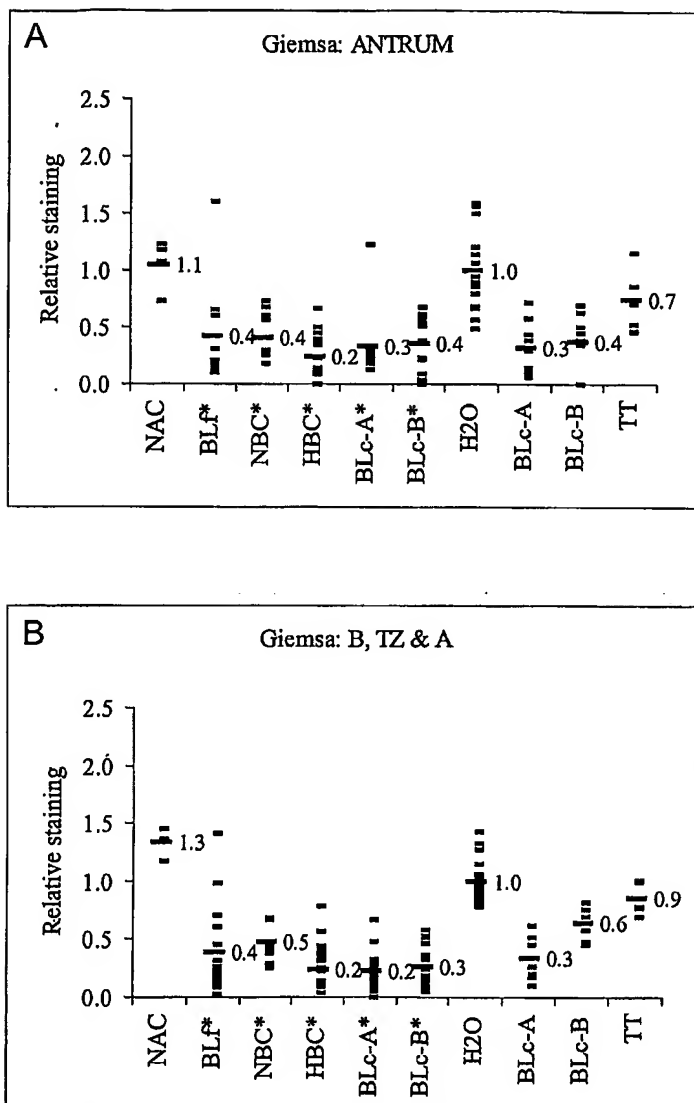 A
Giemsa: ANTRUM
Relative staining
2.5
2.0
1.5
1.0
0.5
0.0
1.1
0.4
0.4
0.2
0.3
0.4
1.0
0.3
0.4
0.7
NAC
BLf*
NBC*
HBC*
BLc-A*
BLc-B*
H2O
BLc-A
BLc-B
TT
B
Giemsa: B, TZ & A
Relative staining
2.5
2.0
1.5
1.0
0.5
0.0
1.3
0.4
0.5
0.2
0.2
0.3
1.0
0.3
0.6
0.9
NAC
BLf*
NBC*
HBC*
BLc-A*
BLc-B*
H2O
BLc-A
BLc-B
TT